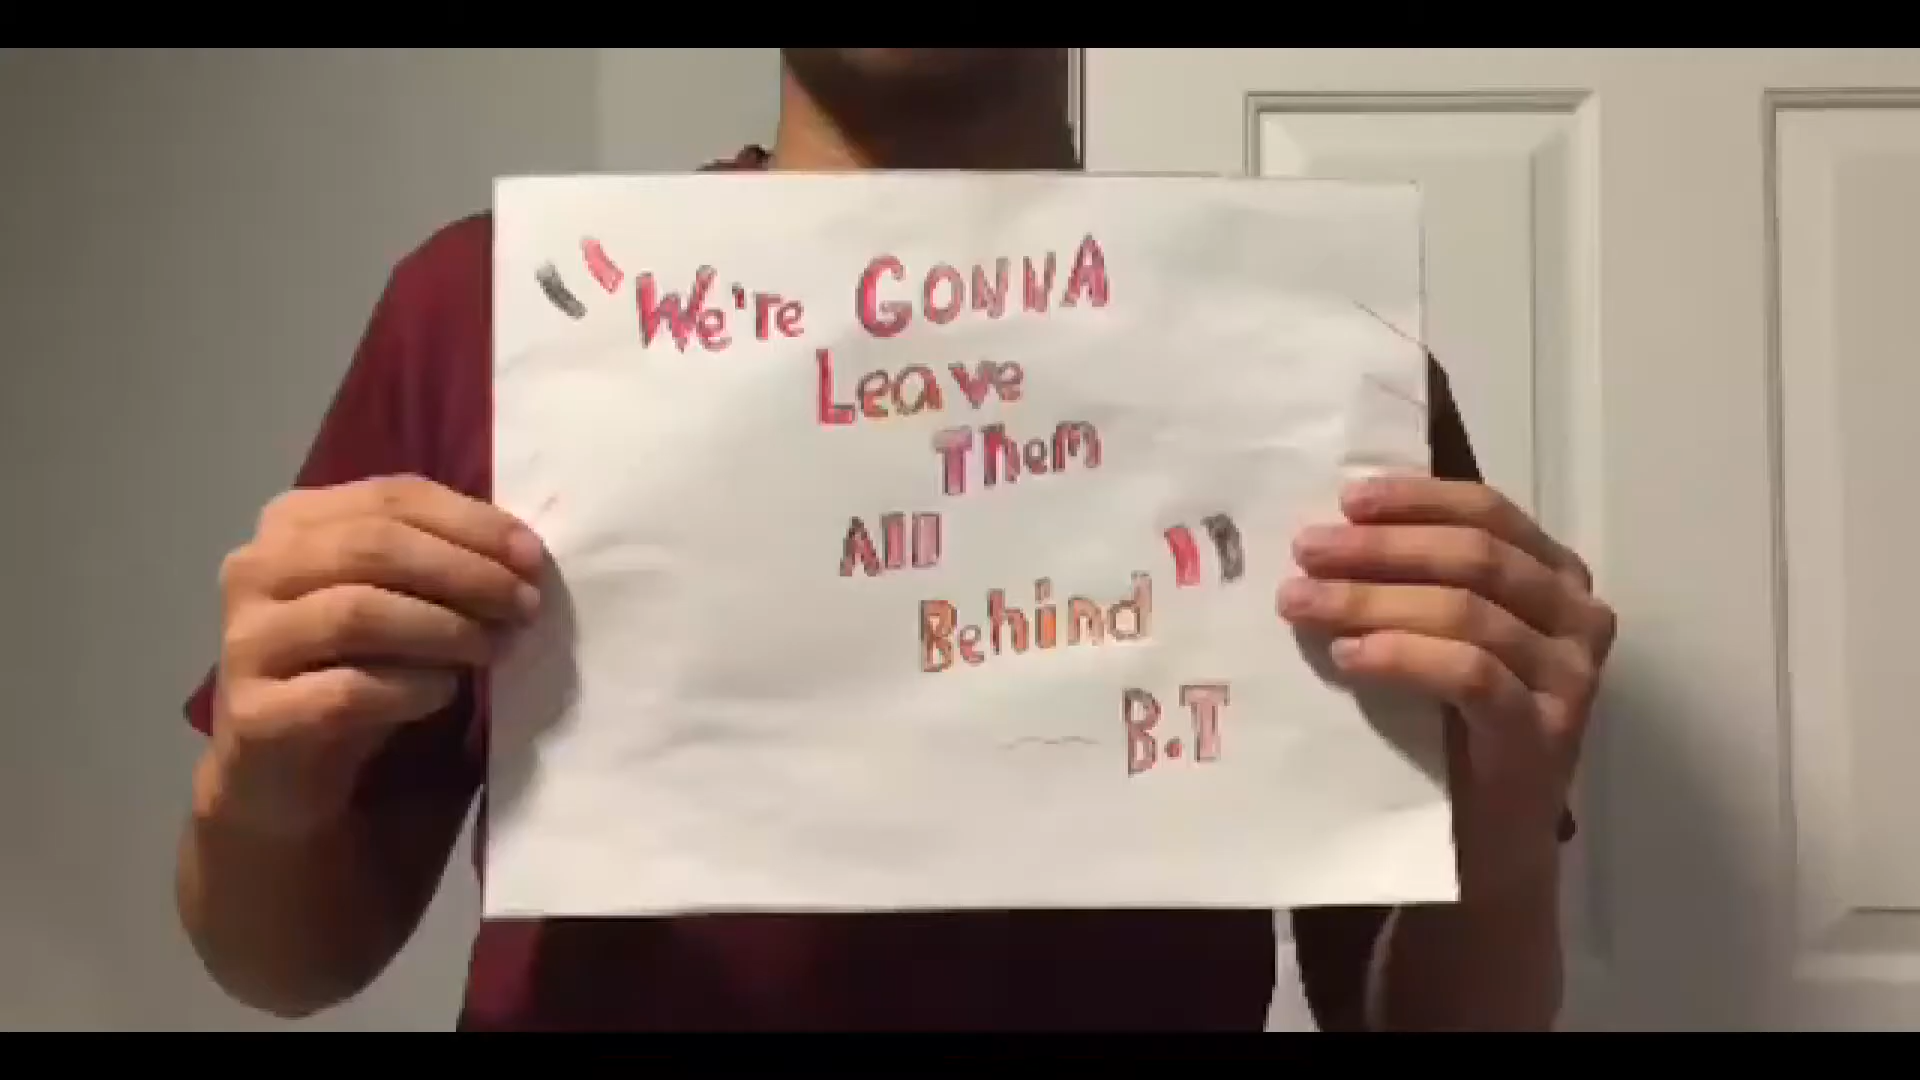 "We're GONNA
Leave
Them
All
Behind"
— B.T